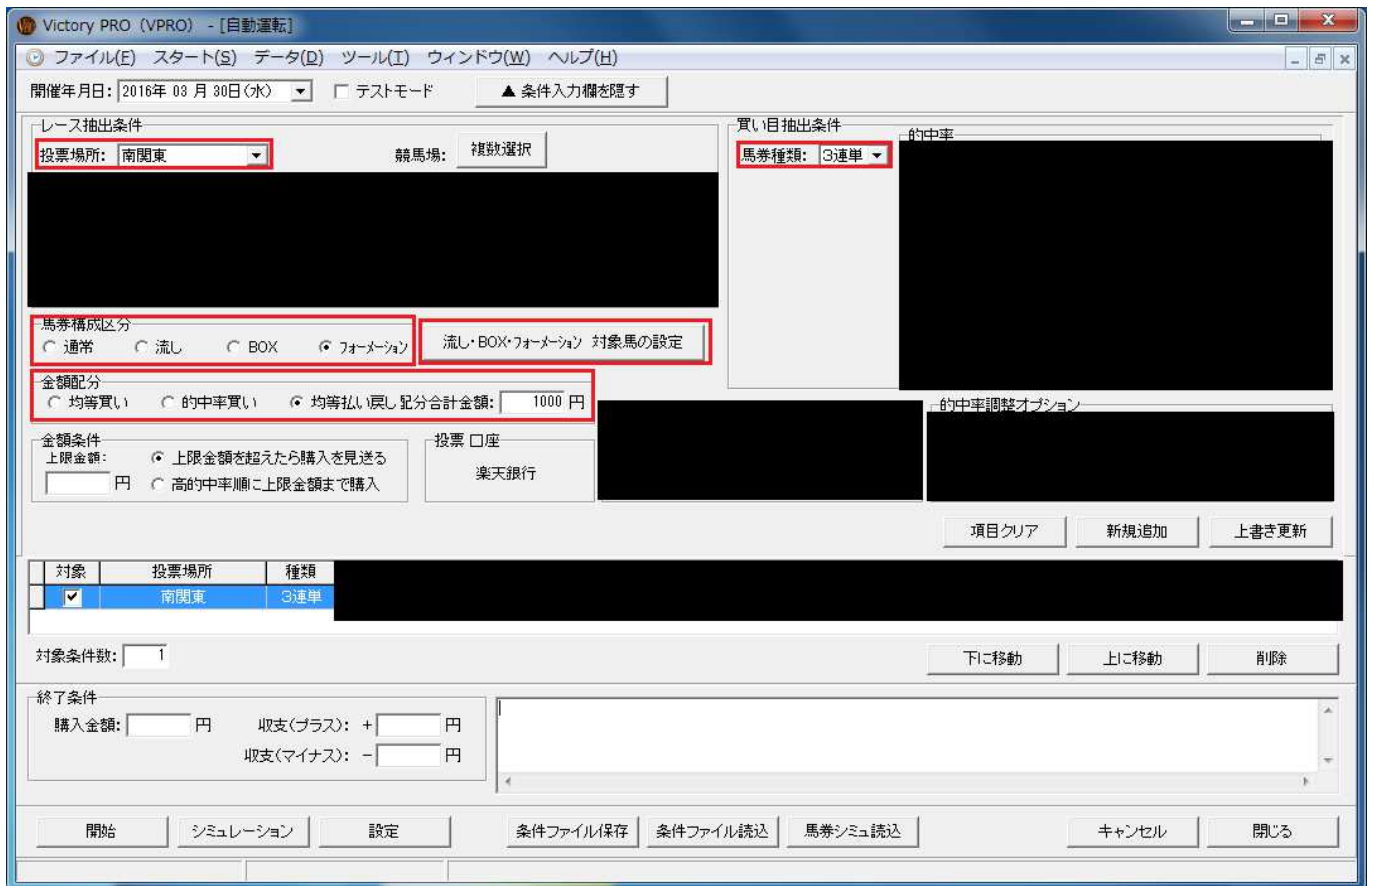 Victory PRO（VPRO） - [自動運転]
ファイル(F) スタート(S) データ(D) ツール(T) ウィンドウ(W) ヘルプ(H)
開催年月日: 2016年 03 月 30日(水) テストモード ▲ 条件入力欄を隠す
レース抽出条件
投票場所: 南関東 競馬場: 複数選択
買い目抽出条件
馬券種類: 3連単
的中率
馬券構成区分
通常 流し BOX フォーメーション
流し・BOX・フォーメーション 対象馬の設定
金額配分
均等買い 的中率買い 均等払い戻し 配分合計金額: 1000 円
的中率調整オプション
金額条件
上限金額:
円
上限金額を超えたら購入を見送る
高的中率順に上限金額まで購入
投票口座
楽天銀行
項目クリア 新規追加 上書き更新
対象 投票場所 種類
南関東 3連単
対象条件数: 1 下に移動 上に移動 削除
終了条件
購入金額: 円 収支(プラス): + 円
収支(マイナス): - 円
開始 シミュレーション 設定 条件ファイル保存 条件ファイル読込 馬券シミュ読込 キャンセル 閉じる